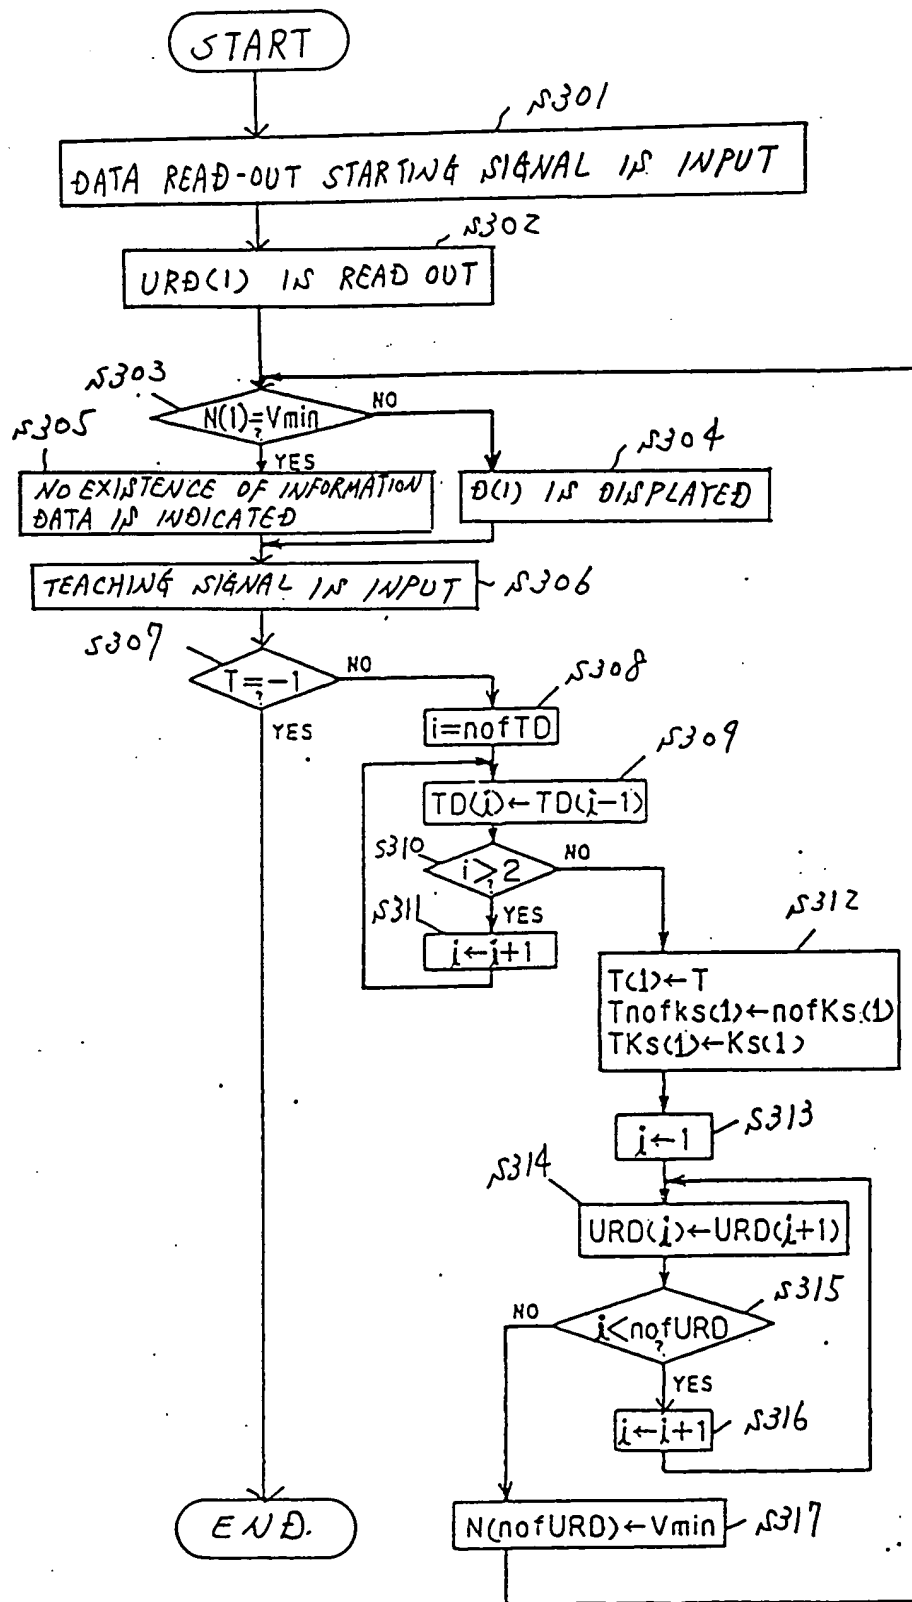 START
S301
DATA READ-OUT STARTING SIGNAL IS INPUT
S302
URD(1) IS READ OUT
S303
N(1)=Vmin
?
NO
YES
S305
NO EXISTENCE OF INFORMATION
DATA IS INDICATED
S304
D(1) IS DISPLAYED
TEACHING SIGNAL IS INPUT
S306
S307
T=-1
?
NO
YES
S308
i=nofTD
S309
TD(i)←TD(i-1)
S310
i>2
?
NO
YES
S311
i←i+1
S312
T(1)←T
Tnofks(1)←nofKs.(1)
TKs(1)←Ks(1)
S313
i←1
S314
URD(i)←URD(i+1)
S315
i<nofURD
?
NO
YES
S316
i←i+1
N(nofURD)←Vmin
S317
END.